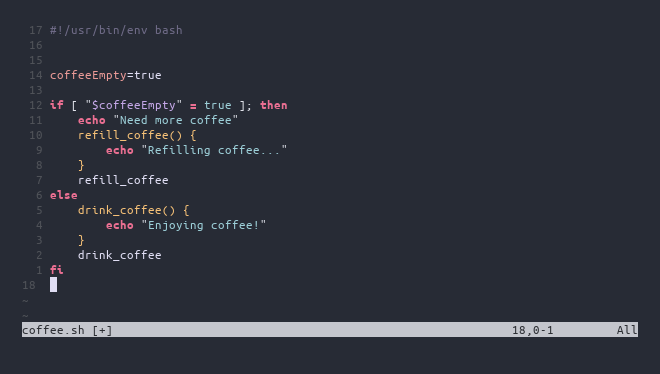 17 #!/usr/bin/env bash
16
15
14 coffeeEmpty=true
13
12 if [ "$coffeeEmpty" = true ]; then
11     echo "Need more coffee"
10     refill_coffee() {
9         echo "Refilling coffee..."
8     }
7     refill_coffee
6 else
5     drink_coffee() {
4         echo "Enjoying coffee!"
3     }
2     drink_coffee
1 fi
18
~
~
coffee.sh [+] 18,0-1 All